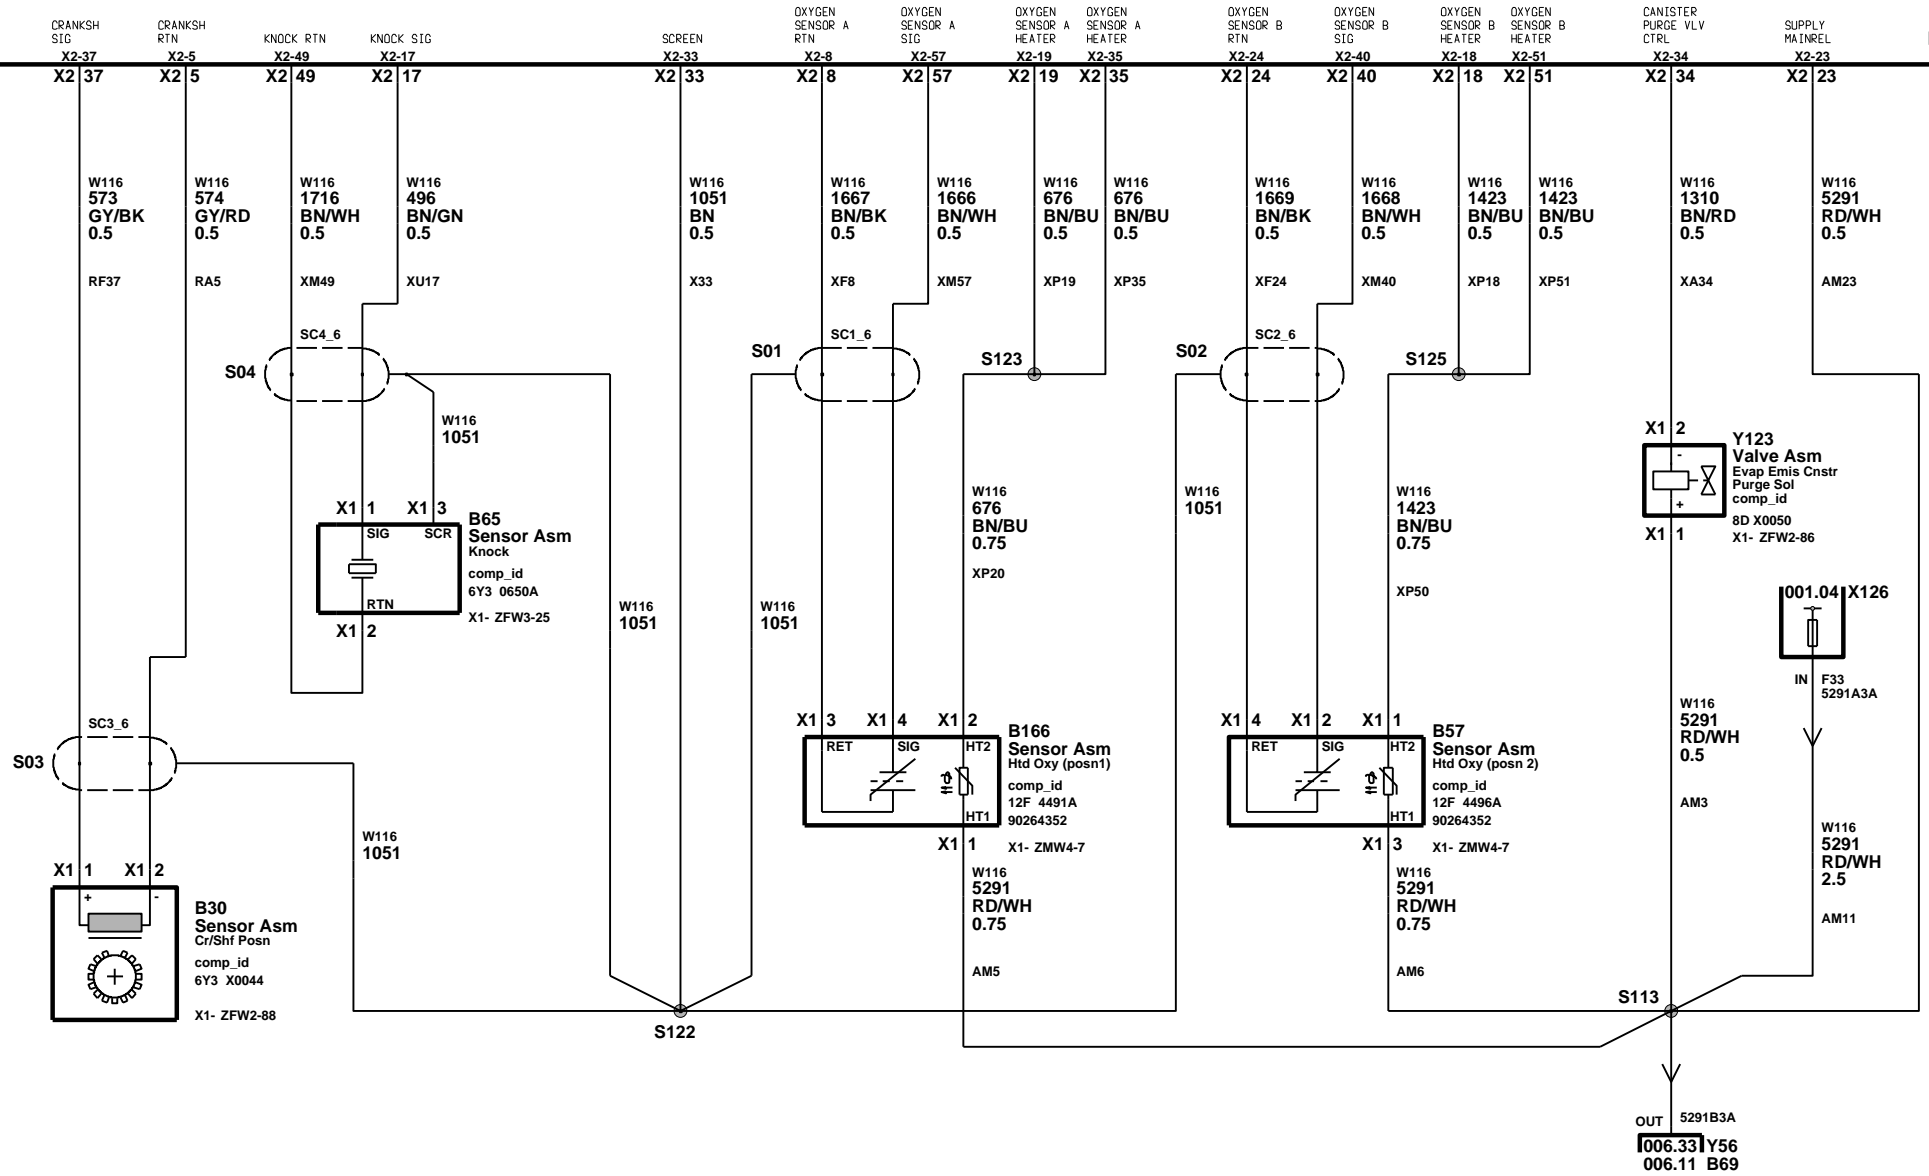 CRANKSH
SIG
X2-37
CRANKSH
RTN
X2-5
KNOCK RTN
X2-49
KNOCK SIG
X2-17
SCREEN
X2-33
OXYGEN
SENSOR A
RTN
X2-8
OXYGEN
SENSOR A
SIG
X2-57
OXYGEN
SENSOR A
HEATER
X2-19
OXYGEN
SENSOR A
HEATER
X2-35
OXYGEN
SENSOR B
RTN
X2-24
OXYGEN
SENSOR B
SIG
X2-40
OXYGEN
SENSOR B
HEATER
X2-18
OXYGEN
SENSOR B
HEATER
X2-51
CANISTER
PURGE VLV
CTRL
X2-34
SUPPLY
MAINREL
X2-23
X2 37
X2 5
X2 49
X2 17
X2 33
X2 8
X2 57
X2 19
X2 35
X2 24
X2 40
X2 18
X2 51
X2 34
X2 23
W116
573
GY/BK
0.5
RF37
W116
574
GY/RD
0.5
RA5
W116
1716
BN/WH
0.5
XM49
W116
496
BN/GN
0.5
XU17
W116
1051
BN
0.5
X33
W116
1667
BN/BK
0.5
XF8
W116
1666
BN/WH
0.5
XM57
W116
676
BN/BU
0.5
XP19
W116
676
BN/BU
0.5
XP35
W116
1669
BN/BK
0.5
XF24
W116
1668
BN/WH
0.5
XM40
W116
1423
BN/BU
0.5
XP18
W116
1423
BN/BU
0.5
XP51
W116
1310
BN/RD
0.5
XA34
W116
5291
RD/WH
0.5
AM23
SC4_6
S04
SC1_6
S01
S123
SC2_6
S02
S125
W116
1051
X1 1
X1 3
SIG
SCR
RTN
X1 2
B65
Sensor Asm
Knock
comp_id
6Y3 0650A
X1- ZFW3-25
W116
1051
W116
1051
W116
676
BN/BU
0.75
XP20
W116
1051
W116
1423
BN/BU
0.75
XP50
X1 2
-
+
X1 1
Y123
Valve Asm
Evap Emis Cnstr
Purge Sol
comp_id
8D X0050
X1- ZFW2-86
001.04 X126
IN
F33
5291A3A
SC3_6
S03
W116
1051
X1 1
X1 2
+
-
B30
Sensor Asm
Cr/Shf Posn
comp_id
6Y3 X0044
X1- ZFW2-88
X1 3
X1 4
X1 2
RET
SIG
HT2
HT1
X1 1
B166
Sensor Asm
Htd Oxy (posn1)
comp_id
12F 4491A
90264352
X1- ZMW4-7
W116
5291
RD/WH
0.75
AM5
X1 4
X1 2
X1 1
RET
SIG
HT2
HT1
X1 3
B57
Sensor Asm
Htd Oxy (posn 2)
comp_id
12F 4496A
90264352
X1- ZMW4-7
W116
5291
RD/WH
0.75
AM6
W116
5291
RD/WH
0.5
AM3
W116
5291
RD/WH
2.5
AM11
S122
S113
OUT
5291B3A
006.33 Y56
006.11 B69